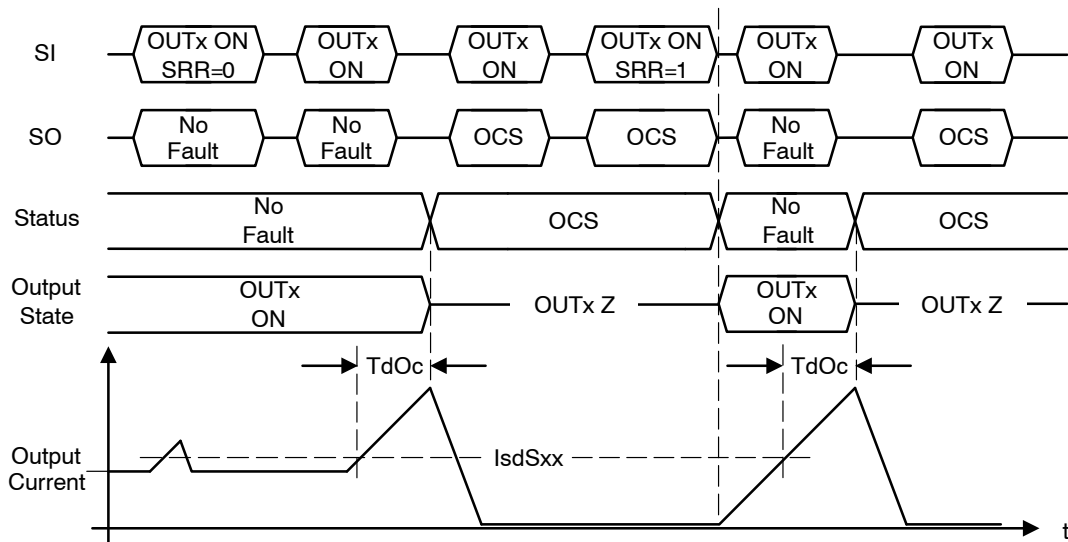 SI
OUTx ON
SRR=0
OUTx
ON
OUTx
ON
OUTx ON
SRR=1
OUTx
ON
OUTx
ON
SO
No
Fault
No
Fault
OCS
OCS
No
Fault
OCS
Status
No
Fault
OCS
No
Fault
OCS
Output
State
OUTx
ON
OUTx Z
OUTx
ON
OUTx Z
TdOc
TdOc
Output
Current
IsdSxx
t